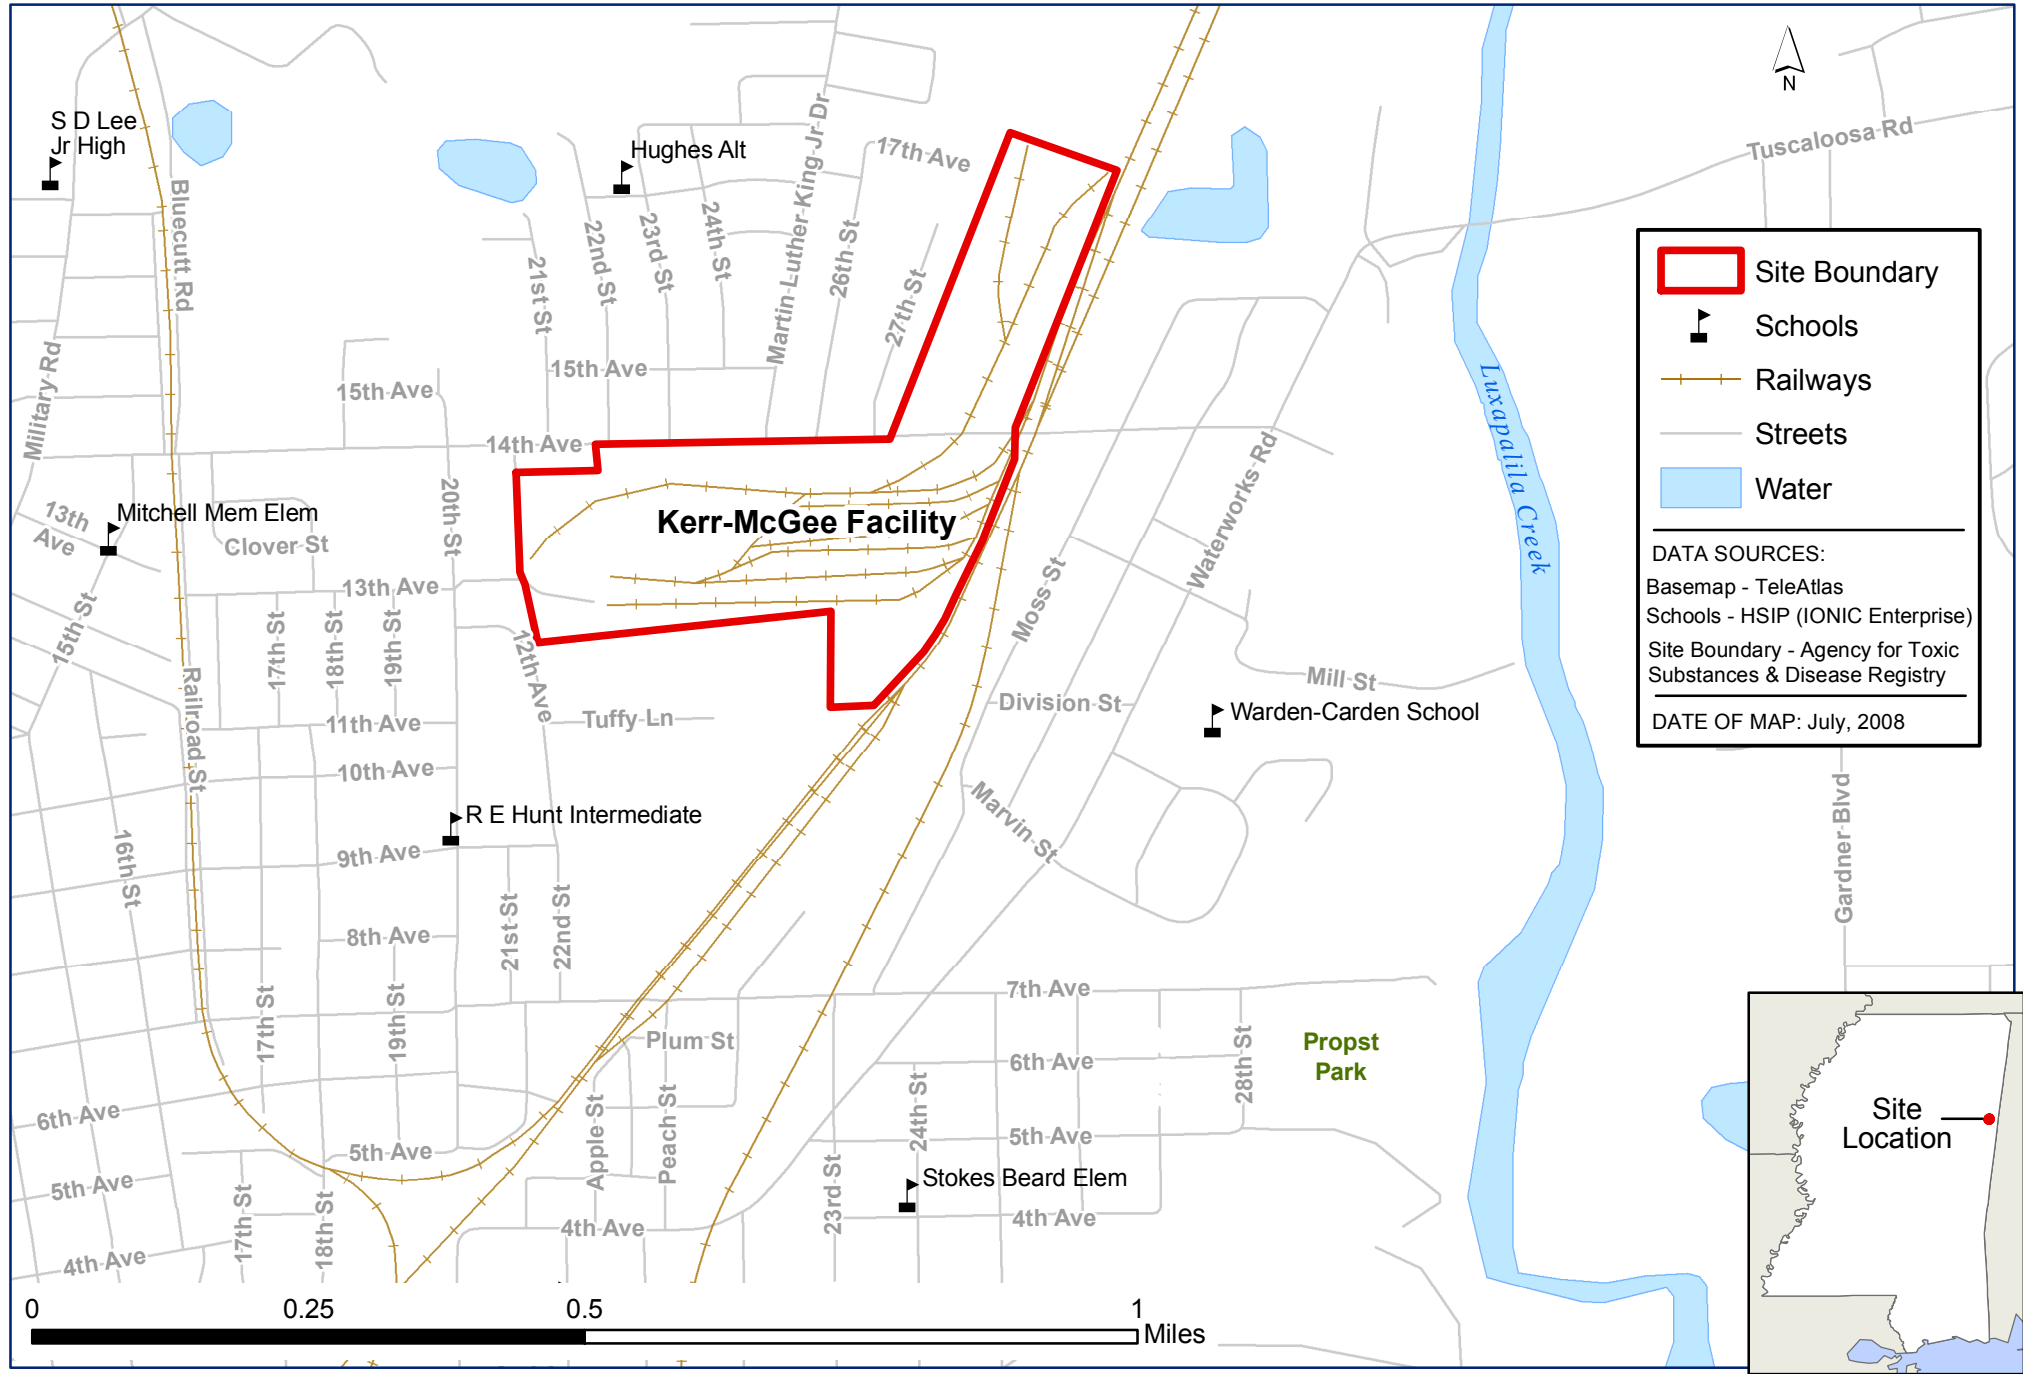 N
S D Lee
Jr High
Hughes Alt
17th Ave
Tuscaloosa Rd
Bluecutt Rd
Martin Luther King Jr Dr
21st St
22nd St
23rd St
24th St
26th St
27th St
Military Rd
15th Ave
15th Ave
14th Ave
Mitchell Mem Elem
13th
Ave
Clover St
20th St
Kerr-McGee Facility
13th Ave
15th St
17th St
18th St
19th St
12th Ave
Moss St
Waterworks Rd
Luxapalila Creek
Mill St
Division St
Warden-Carden School
Railroad St
11th Ave
Tuffy Ln
10th Ave
R E Hunt Intermediate
Marvin St
9th Ave
16th St
8th Ave
21st St
22nd St
Gardner Blvd
7th Ave
17th St
19th St
Plum St
6th Ave
28th St
Propst
Park
6th Ave
Apple St
Peach St
24th St
5th Ave
5th Ave
5th Ave
Stokes Beard Elem
17th St
18th St
23rd St
4th Ave
4th Ave
4th Ave
Site Boundary
Schools
Railways
Streets
Water
DATA SOURCES:
Basemap - TeleAtlas
Schools - HSIP (IONIC Enterprise)
Site Boundary - Agency for Toxic
Substances & Disease Registry
DATE OF MAP: July, 2008
Site
Location
0
0.25
0.5
1
Miles